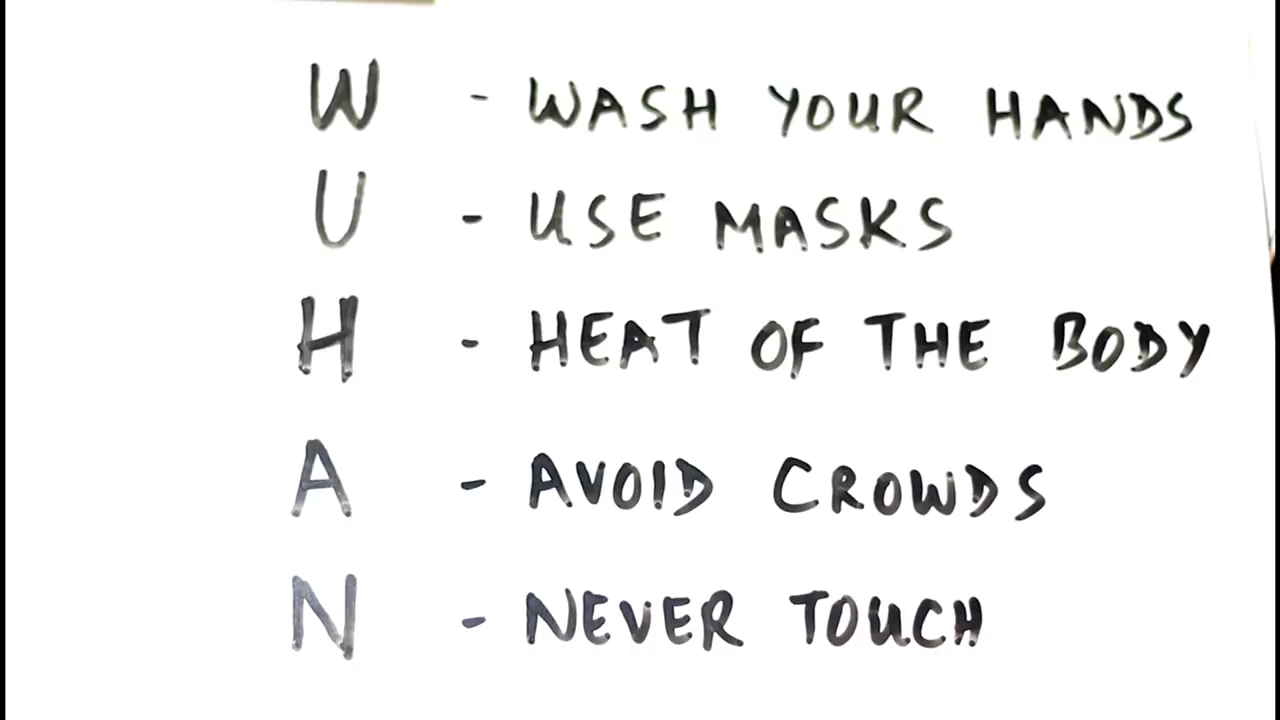 W - WASH YOUR HANDS
U - USE MASKS
H - HEAT OF THE BODY
A - AVOID CROWDS
N - NEVER TOUCH